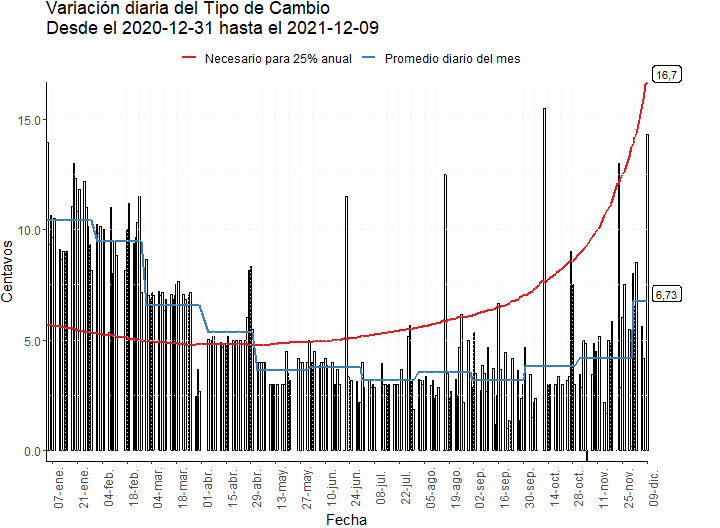 Variación diaria del Tipo de Cambio
Desde el 2020-12-31 hasta el 2021-12-09
Necesario para 25% anual
Promedio diario del mes
16,7
15.0
10.0
6,73
5.0
0.0
Centavos
07-ene.
21-ene.
04-feb.
18-feb.
04-mar.
18-mar.
01-abr.
15-abr.
29-abr.
13-may.
27-may.
10-jun.
24-jun.
08-jul.
22-jul.
05-ago.
19-ago.
02-sep.
16-sep.
30-sep.
14-oct.
28-oct.
11-nov.
25-nov.
09-dic.
Fecha